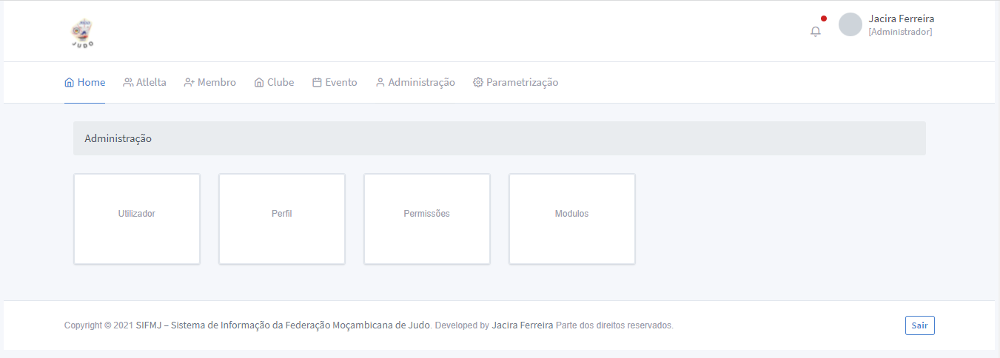 JUDO
Jacira Ferreira
[Administrador]
Home Atlelta Membro Clube Evento Administração Parametrização
Administração
Utilizador Perfil Permissões Modulos
Copyright © 2021 SIFMJ – Sistema de Informação da Federação Moçambicana de Judo. Developed by Jacira Ferreira Parte dos direitos reservados.
Sair